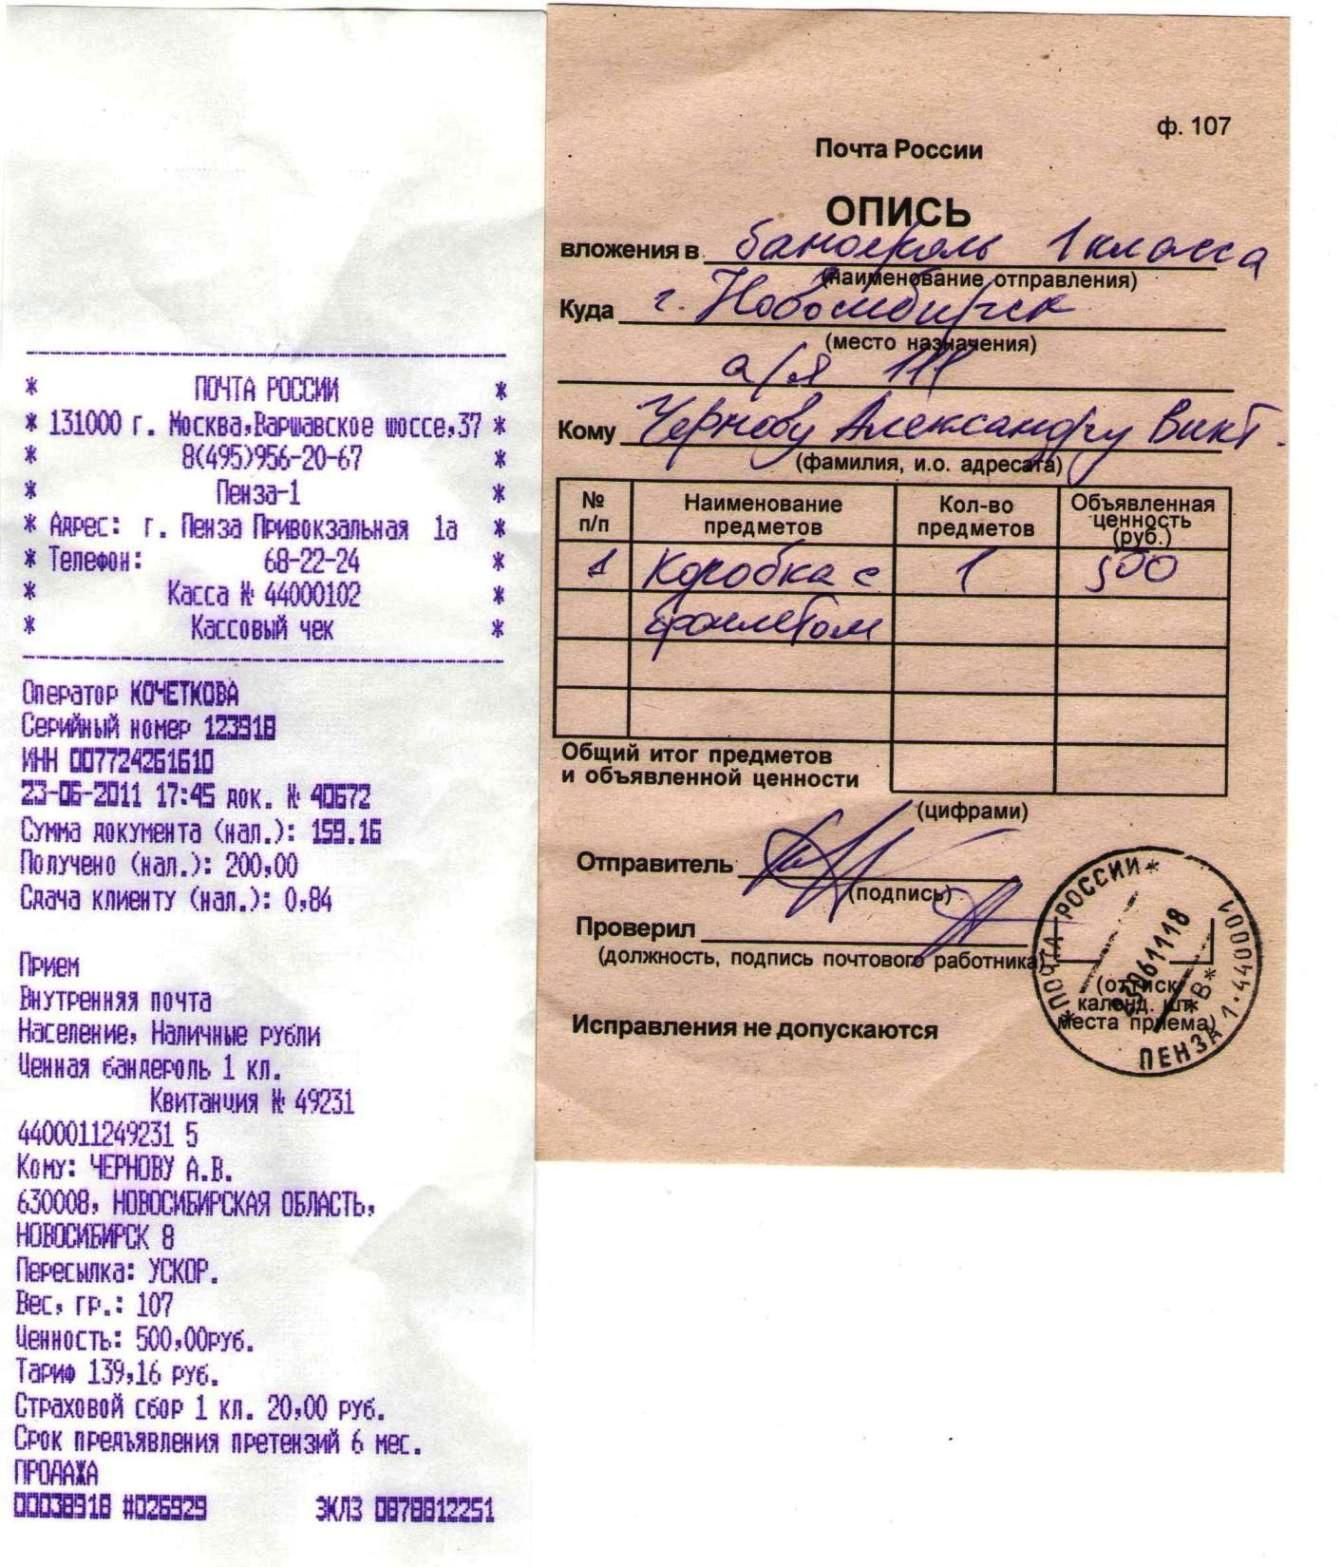 ПОЧТА РОССИИ
131000 г. Москва,Варшавское шоссе,37
8(495)956-20-67
Пенза-1
Адрес: г. Пенза Привокзальная 1а
Телефон: 68-22-24
Касса № 44000102
Кассовый чек
Оператор КОЧЕТКОВА
Серийный номер 123918
ИНН 007724261610
23-06-2011 17:45 док. № 40672
Сумма документа (нал.): 159.16
Получено (нал.): 200,00
Сдача клиенту (нал.): 0,84
Прием
Внутренняя почта
Население, Наличные рубли
Ценная бандероль 1 кл.
Квитанция № 49231
4400011249231 5
Кому: ЧЕРНОВУ А.В.
630008, НОВОСИБИРСКАЯ ОБЛАСТЬ,
НОВОСИБИРСК 8
Пересылка: УСКОР.
Вес, гр.: 107
Ценность: 500,00руб.
Тариф 139,16 руб.
Страховой сбор 1 кл. 20,00 руб.
Срок предъявления претензий 6 мес.
ПРОДАЖА
00038918 #026929 ЭКЛЗ 0878812251
ф. 107
Почта России
ОПИСЬ
вложения в 1 класса
(наименование отправления)
Куда г. Новосибирск
(место назначения)
а/я 111
Кому Чернову Александру Викт.
(фамилия, и.о. адресата)
№ п/п Наименование предметов Кол-во предметов Объявленная ценность (руб.)
1 Коробка с 1 500
Общий итог предметов
и объявленной ценности
(цифрами)
Отправитель
(подпись)
Проверил
(должность, подпись почтового работника)
(оттиск
календ. шт.
места приема)
Исправления не допускаются
*ПОЧТА РОССИИ*
ПЕНЗА 1·440001
*В*